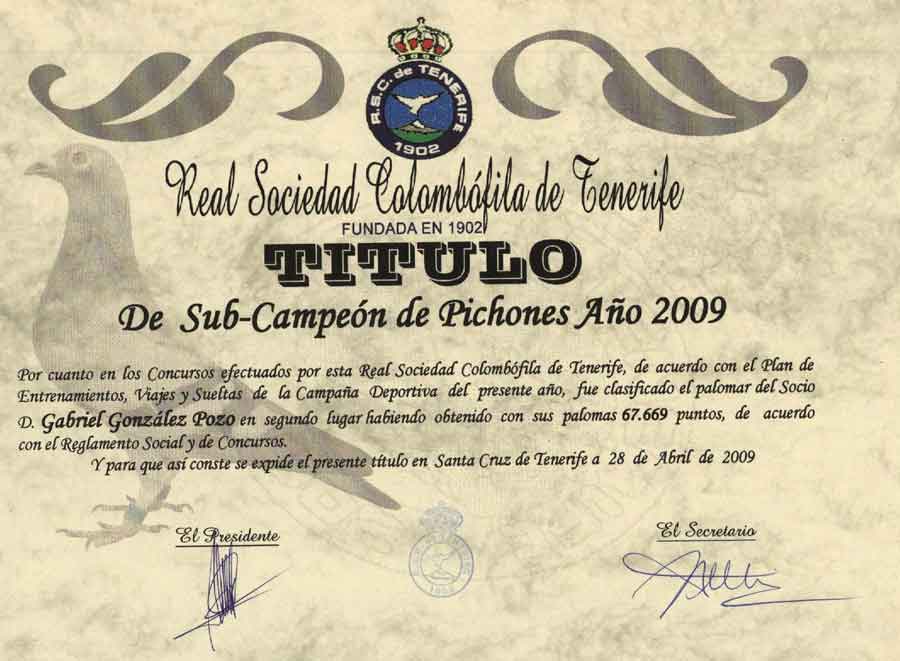 R.S.C. de TENERIFE
1902
Real Sociedad Colombófila de Tenerife
FUNDADA EN 1902
TITULO
De Sub-Campeón de Pichones Año 2009
Por cuanto en los Concursos efectuados por esta Real Sociedad Colombófila de Tenerife, de acuerdo con el Plan de
Entrenamientos, Viajes y Sueltas de la Campaña Deportiva del presente año, fue clasificado el palomar del Socio
D. Gabriel González Pozo en segundo lugar habiendo obtenido con sus palomas 67.669 puntos, de acuerdo
con el Reglamento Social y de Concursos.
Y para que así conste se expide el presente título en Santa Cruz de Tenerife a 28 de Abril de 2009
El Presidente
El Secretario
1902